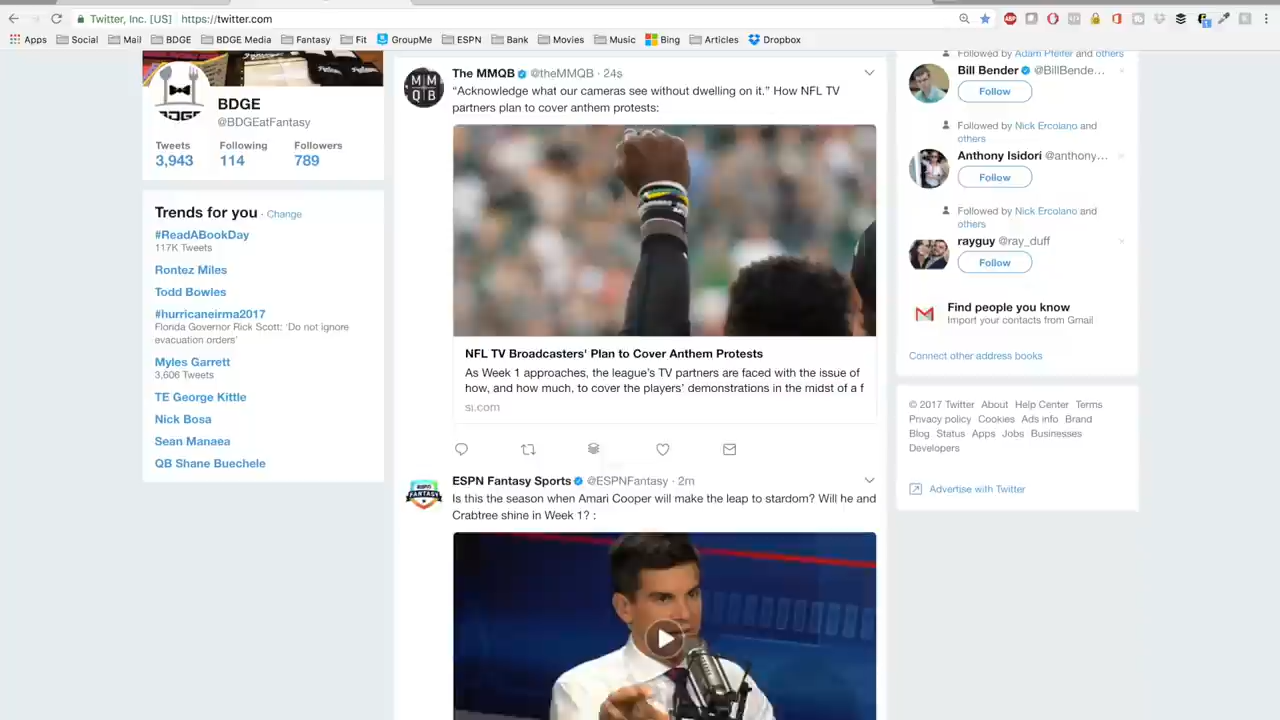 Twitter, Inc. [US]
https://twitter.com
Apps Social Mail BDGE BDGE Media Fantasy Fit GroupMe ESPN Bank Movies Music Bing Articles Dropbox
BDGE
@BDGEatFantasy
Tweets Following Followers
3,943 114 789
Trends for you · Change
#ReadABookDay
117K Tweets
Rontez Miles
Todd Bowles
#hurricaneirma2017
Florida Governor Rick Scott: 'Do not ignore
evacuation orders'
Myles Garrett
3,606 Tweets
TE George Kittle
Nick Bosa
Sean Manaea
QB Shane Buechele
The MMQB @theMMQB · 24s
“Acknowledge what our cameras see without dwelling on it.” How NFL TV
partners plan to cover anthem protests:
MM
QB
NFL TV Broadcasters' Plan to Cover Anthem Protests
As Week 1 approaches, the league's TV partners are faced with the issue of
how, and how much, to cover the players' demonstrations in the midst of a f
si.com
ESPN Fantasy Sports @ESPNFantasy · 2m
Is this the season when Amari Cooper will make the leap to stardom? Will he and
Crabtree shine in Week 1? :
FANTASY
Followed by Adam Pfeifer and others
Bill Bender @BillBende...
Follow
Followed by Nick Ercolano and
others
Anthony Isidori @anthony...
Follow
Followed by Nick Ercolano and
others
rayguy @ray_duff
Follow
Find people you know
Import your contacts from Gmail
Connect other address books
© 2017 Twitter About Help Center Terms
Privacy policy Cookies Ads info Brand
Blog Status Apps Jobs Businesses
Developers
Advertise with Twitter